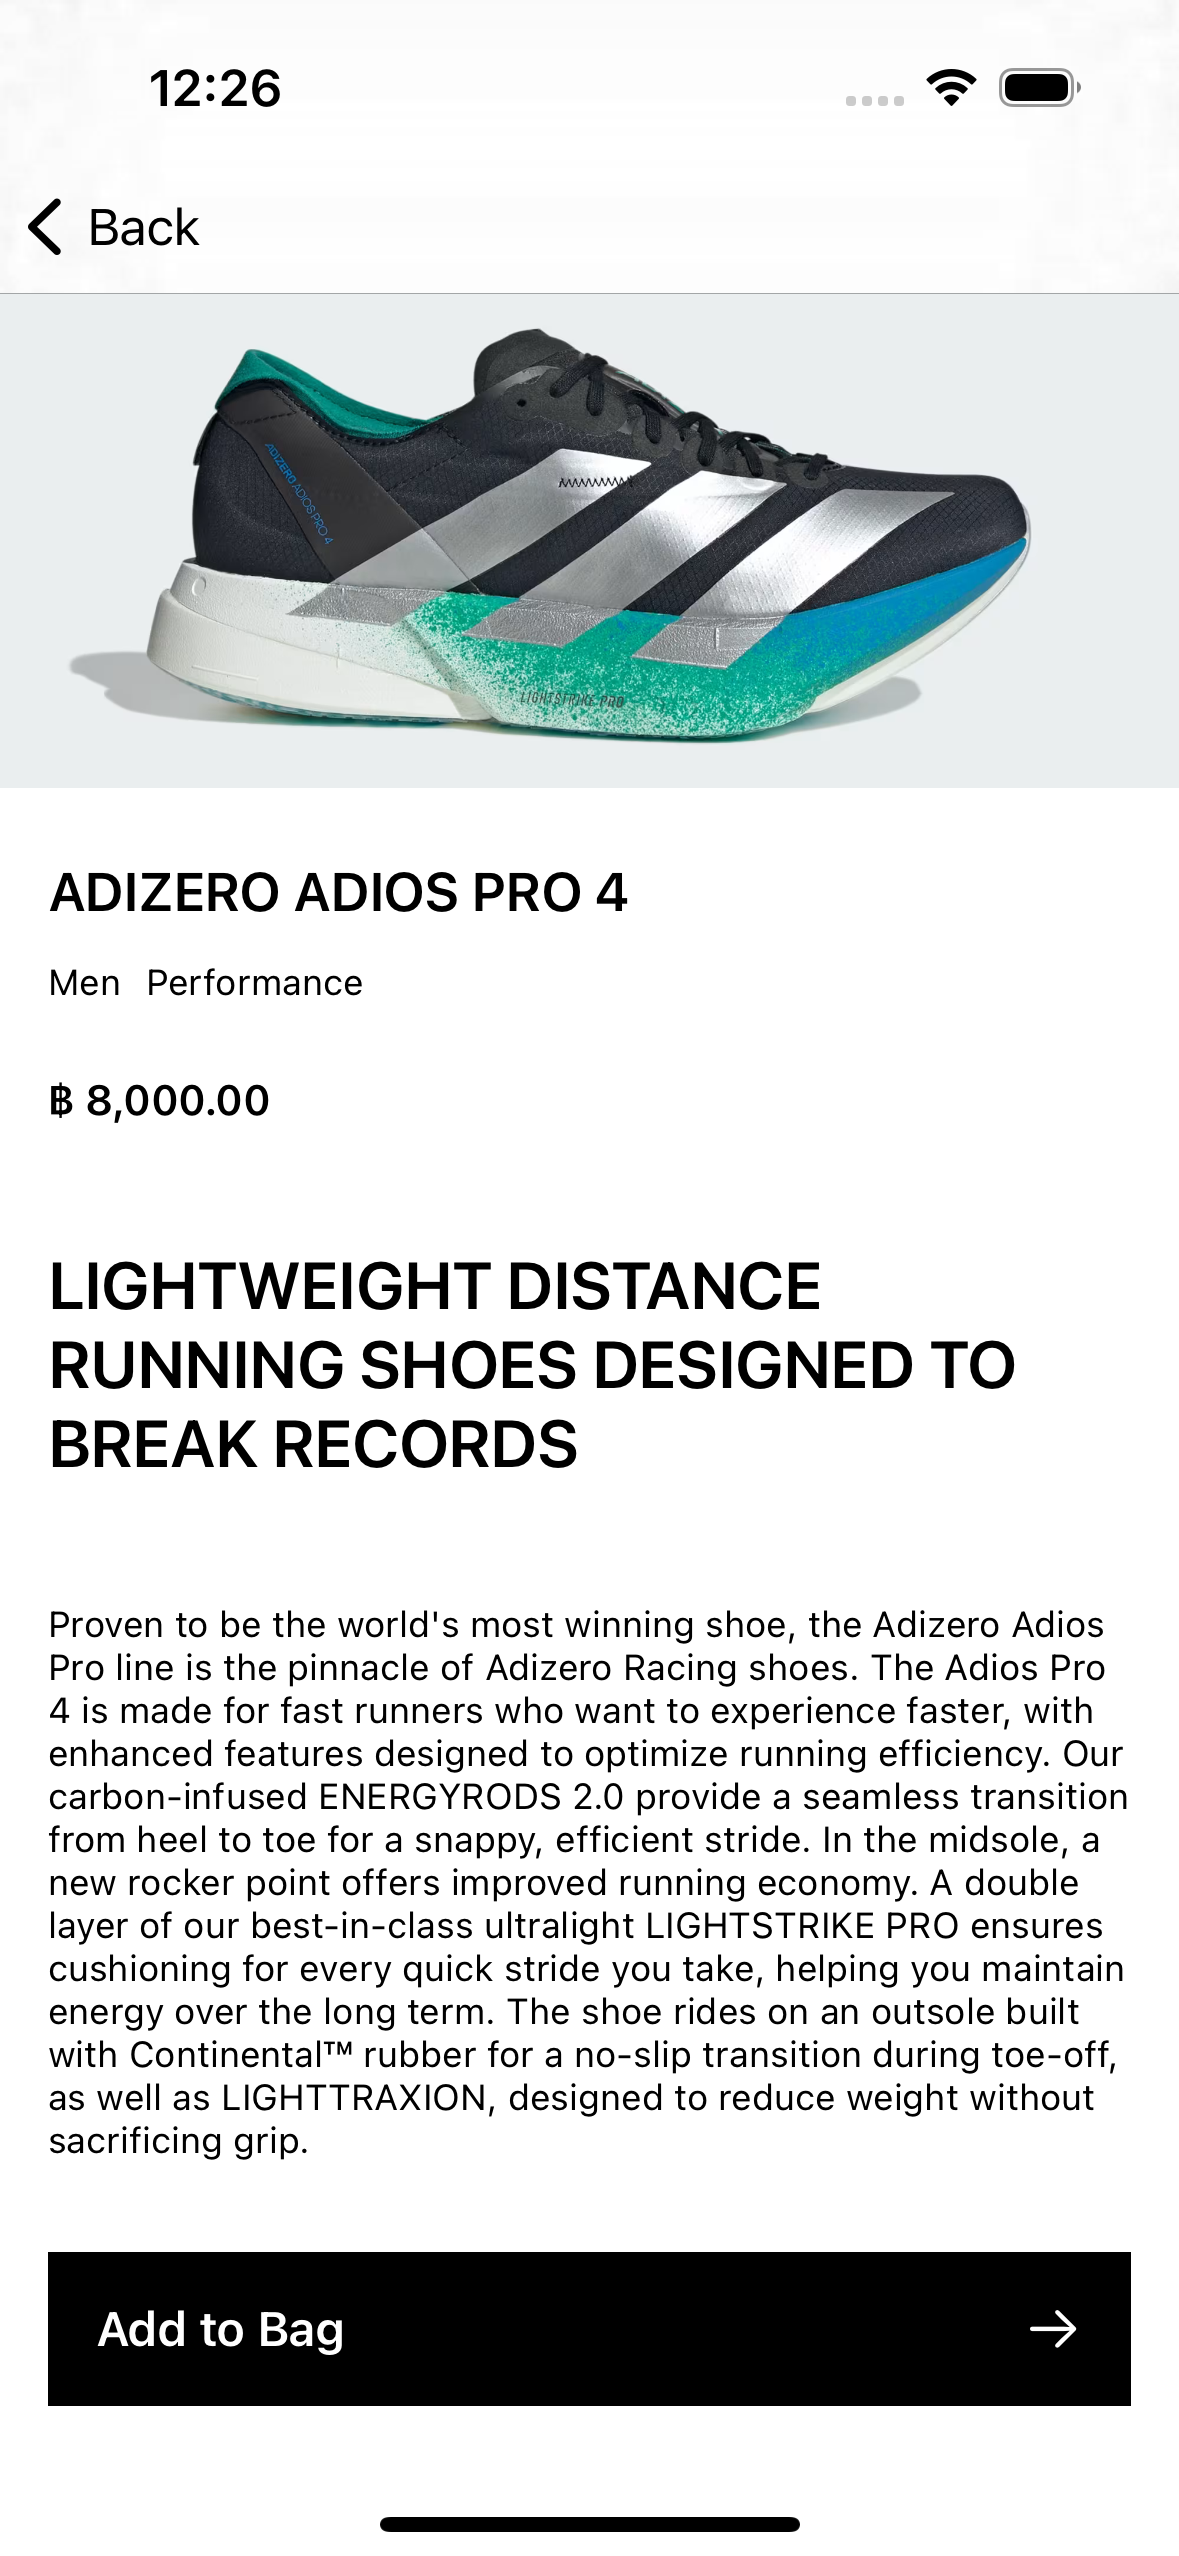 12:26
Back
ADIZERO ADIOS PRO 4
LIGHTSTRIKE PRO
ADIZERO ADIOS PRO 4
Men Performance
฿ 8,000.00
LIGHTWEIGHT DISTANCE
RUNNING SHOES DESIGNED TO
BREAK RECORDS
Proven to be the world's most winning shoe, the Adizero Adios
Pro line is the pinnacle of Adizero Racing shoes. The Adios Pro
4 is made for fast runners who want to experience faster, with
enhanced features designed to optimize running efficiency. Our
carbon-infused ENERGYRODS 2.0 provide a seamless transition
from heel to toe for a snappy, efficient stride. In the midsole, a
new rocker point offers improved running economy. A double
layer of our best-in-class ultralight LIGHTSTRIKE PRO ensures
cushioning for every quick stride you take, helping you maintain
energy over the long term. The shoe rides on an outsole built
with Continental™ rubber for a no-slip transition during toe-off,
as well as LIGHTTRAXION, designed to reduce weight without
sacrificing grip.
Add to Bag